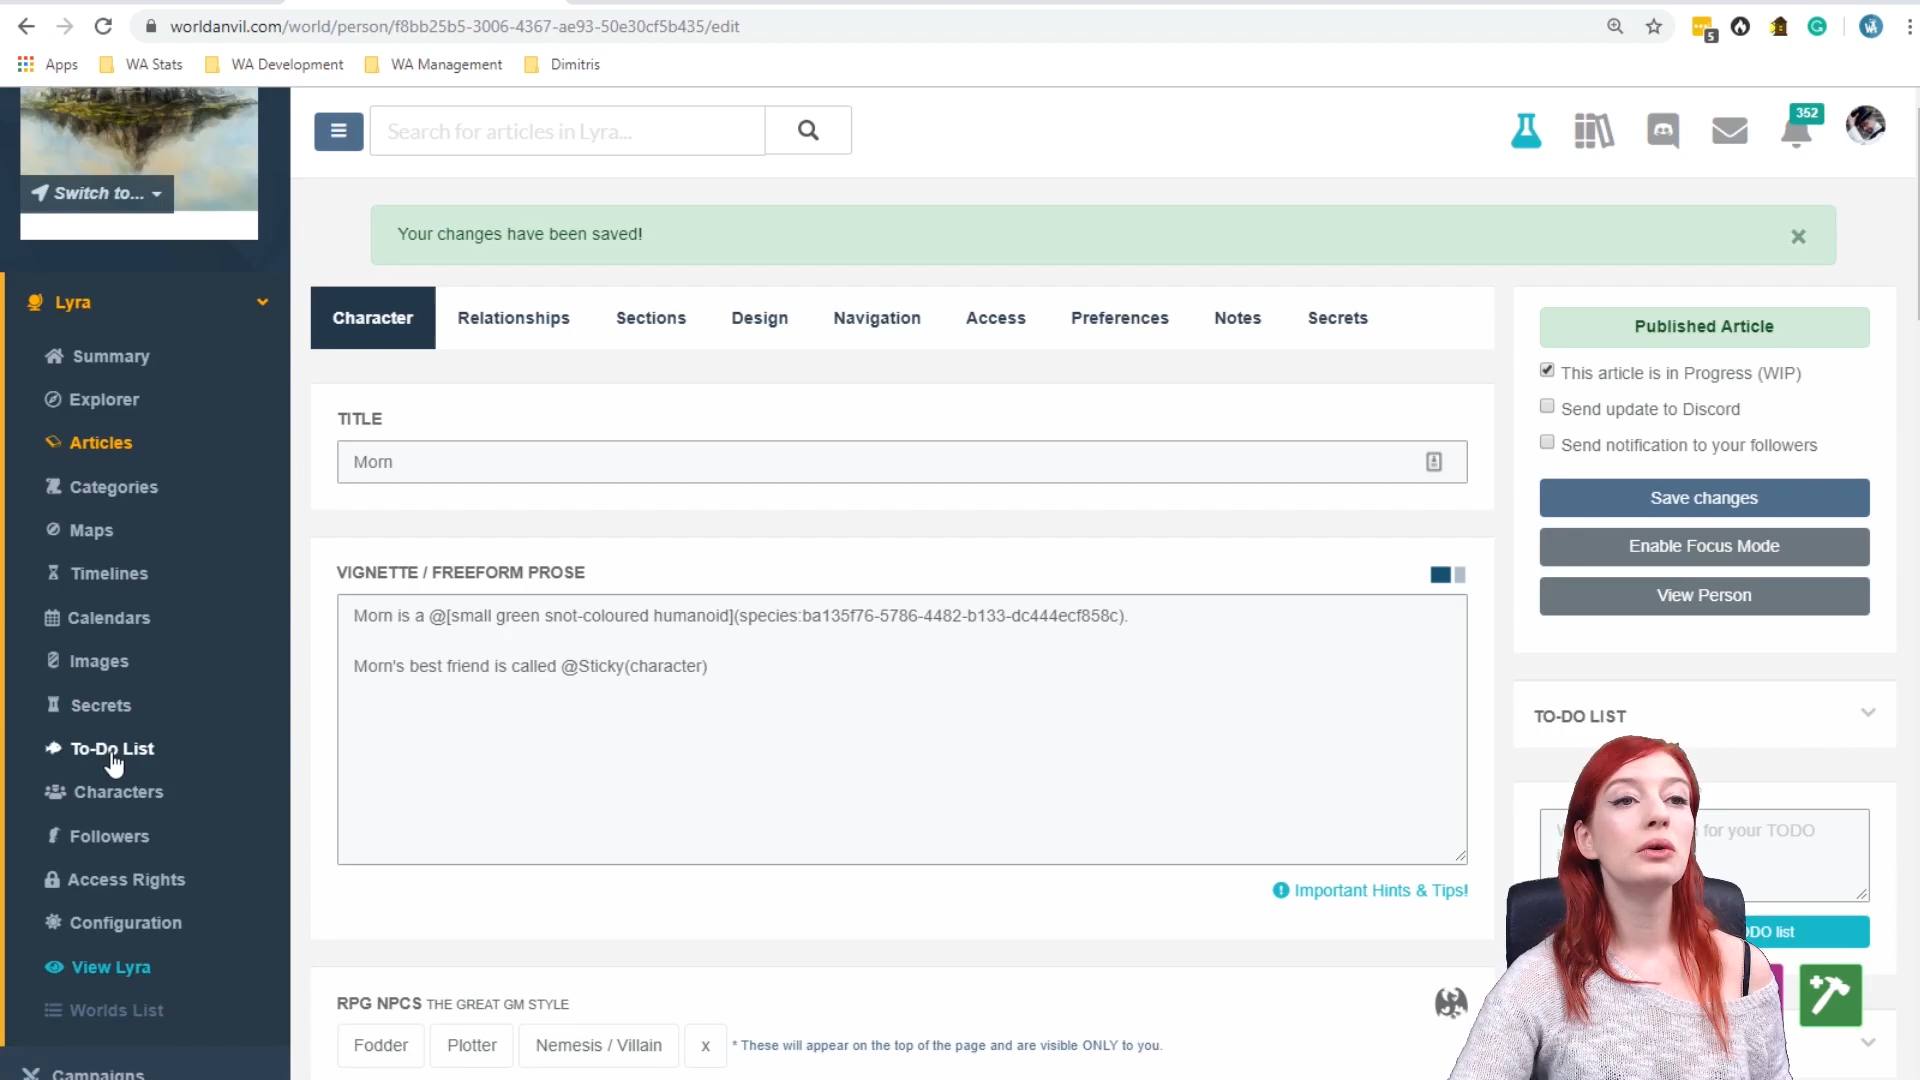 worldanvil.com/world/person/f8bb25b5-3006-4367-ae93-50e30cf5b435/edit
5
Apps
WA Stats
WA Development
WA Management
Dimitris
Switch to...
Search for articles in Lyra...
352
Your changes have been saved!
Lyra
Summary
Explorer
Articles
Categories
Maps
Timelines
Calendars
Images
Secrets
To-Do List
Characters
Followers
Access Rights
Configuration
View Lyra
Worlds List
Campaigns
Character
Relationships
Sections
Design
Navigation
Access
Preferences
Notes
Secrets
TITLE
Morn
VIGNETTE / FREEFORM PROSE
Morn is a @[small green snot-coloured humanoid](species:ba135f76-5786-4482-b133-dc444ecf858c).
Morn's best friend is called @Sticky(character)
Important Hints & Tips!
RPG NPCS THE GREAT GM STYLE
Fodder
Plotter
Nemesis / Villain
x
* These will appear on the top of the page and are visible ONLY to you.
Published Article
This article is in Progress (WIP)
Send update to Discord
Send notification to your followers
Save changes
Enable Focus Mode
View Person
TO-DO LIST
for your TODO
list